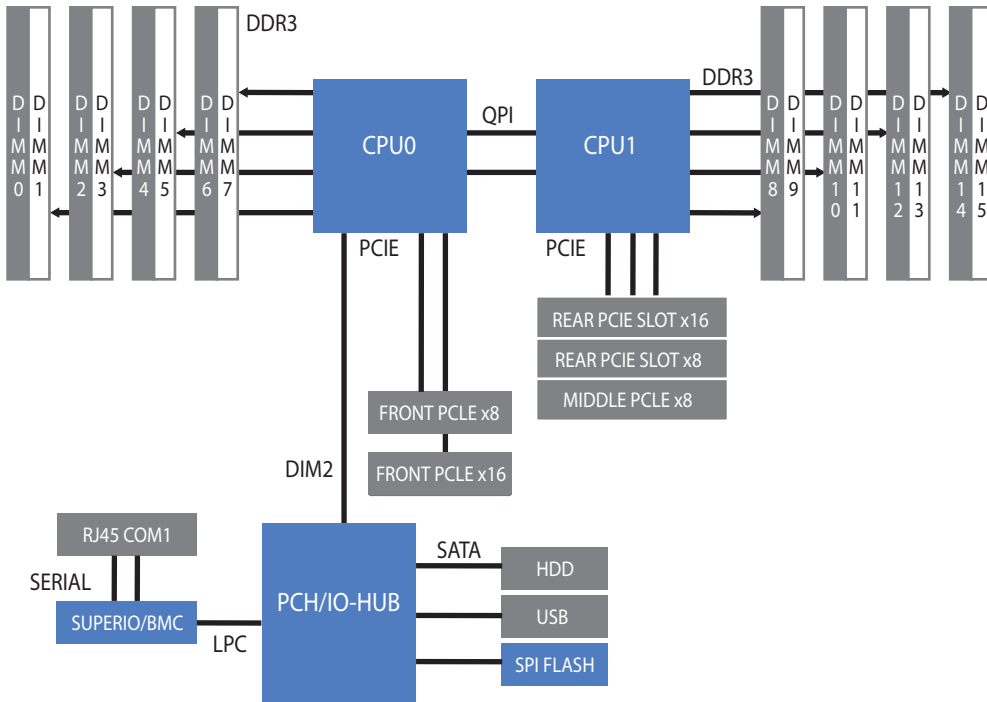 DDR3
DIMM0
DIMM1
DIMM2
DIMM3
DIMM4
DIMM5
DIMM6
DIMM7
CPU0
QPI
CPU1
DDR3
DIMM8
DIMM9
DIMM10
DIMM11
DIMM12
DIMM13
DIMM14
DIMM15
PCIE
PCIE
REAR PCIE SLOT x16
REAR PCIE SLOT x8
MIDDLE PCLE x8
FRONT PCLE x8
FRONT PCLE x16
DIM2
RJ45 COM1
SERIAL
SUPERIO/BMC
LPC
PCH/IO-HUB
SATA
HDD
USB
SPI FLASH